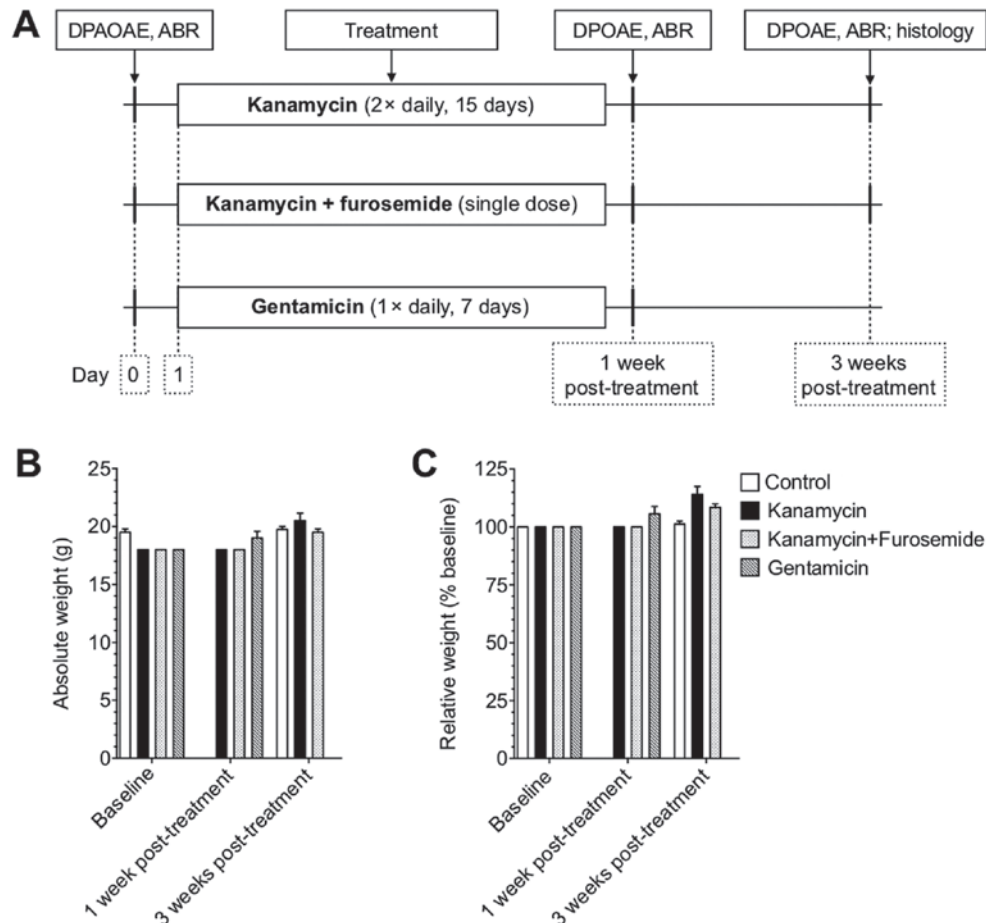 A
DPAOAE, ABR
Treatment
DPOAE, ABR
DPOAE, ABR; histology
Kanamycin (2× daily, 15 days)
Kanamycin + furosemide (single dose)
Gentamicin (1× daily, 7 days)
Day 0 1
1 week
post-treatment
3 weeks
post-treatment
B
Absolute weight (g)
25
20
15
10
5
0
Baseline
1 week post-treatment
3 weeks post-treatment
C
Relative weight (% baseline)
125
100
75
50
25
0
Baseline
1 week post-treatment
3 weeks post-treatment
Control
Kanamycin
Kanamycin+Furosemide
Gentamicin